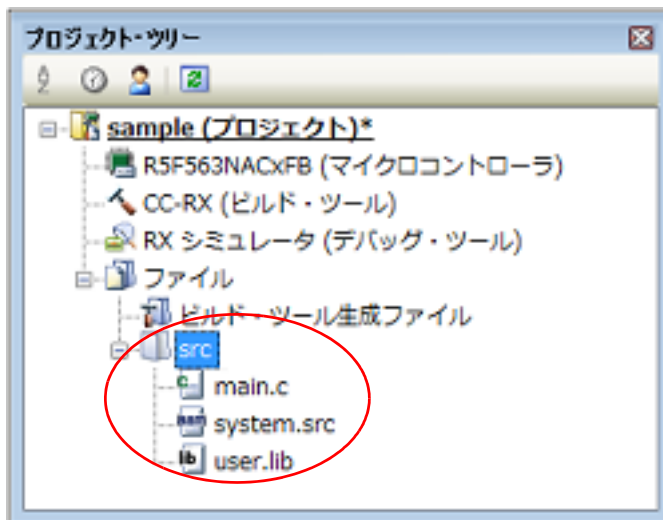 プロジェクト・ツリー
sample (プロジェクト)*
R5F563NACxFB (マイクロコントローラ)
CC-RX (ビルド・ツール)
RX シミュレータ (デバッグ・ツール)
ファイル
ビルド・ツール生成ファイル
src
main.c
system.src
user.lib